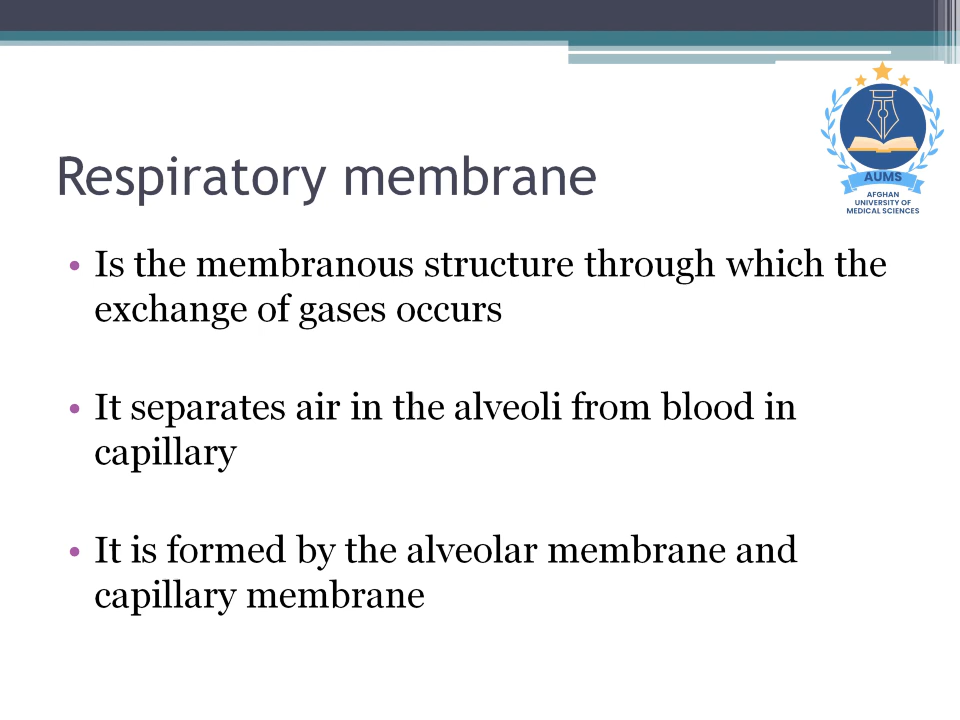 AUMS
AFGHAN
UNIVERSITY OF
MEDICAL SCIENCES
Respiratory membrane
• Is the membranous structure through which the
exchange of gases occurs
• It separates air in the alveoli from blood in
capillary
• It is formed by the alveolar membrane and
capillary membrane